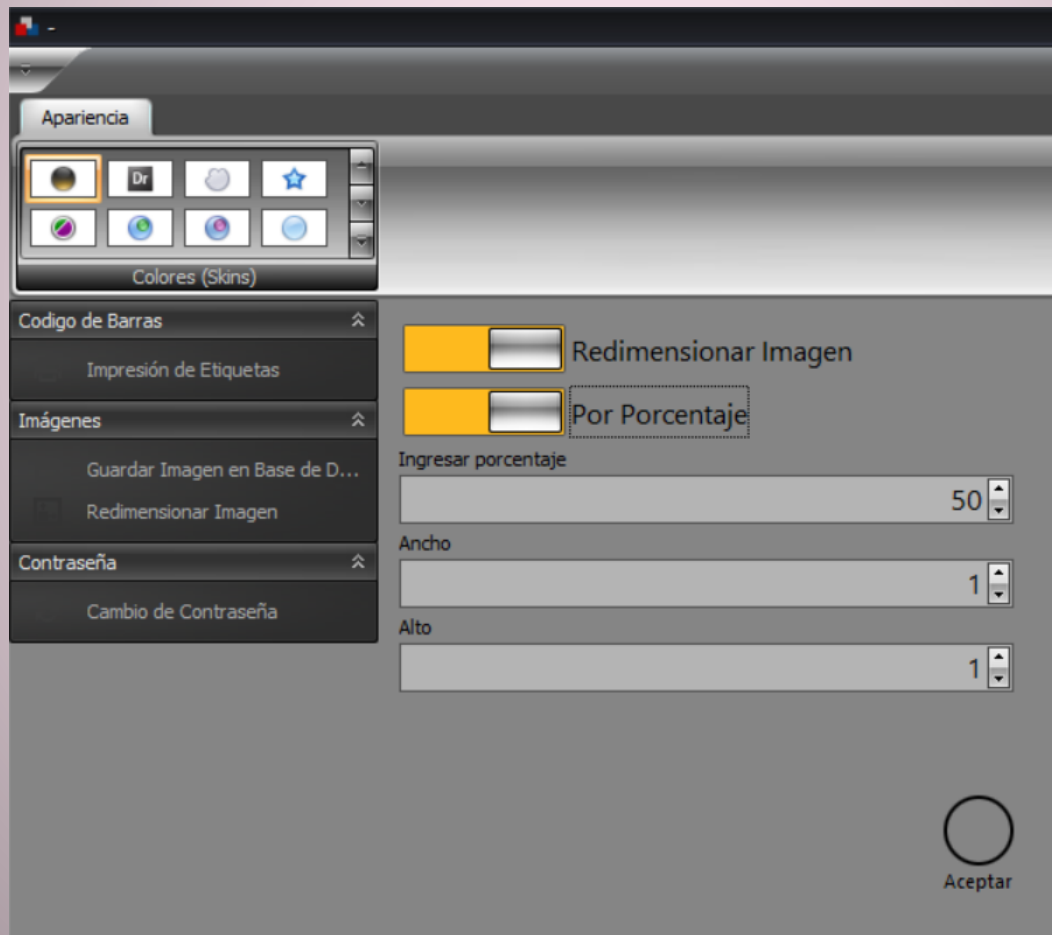 -
Apariencia
Dr
Colores (Skins)
Codigo de Barras
Impresión de Etiquetas
Imágenes
Guardar Imagen en Base de D...
Redimensionar Imagen
Contraseña
Cambio de Contraseña
Redimensionar Imagen
Por Porcentaje
Ingresar porcentaje
50
Ancho
1
Alto
1
Aceptar